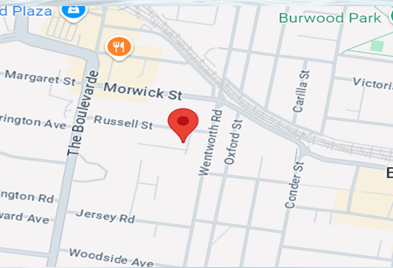 d Plaza
Burwood Park
Margaret St
Morwick St
Carilla St
Victori
rington Ave
Russell St
The Boulevarde
Wentworth Rd
Oxford St
Conder St
E
ington Rd
ward Ave
Jersey Rd
Woodside Ave